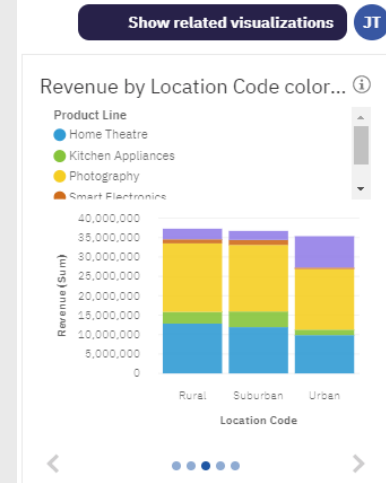 Show related visualizations
JT
Revenue by Location Code color...
Product Line
Home Theatre
Kitchen Appliances
Photography
Smart Electronics
40,000,000
35,000,000
30,000,000
25,000,000
20,000,000
15,000,000
10,000,000
5,000,000
0
Revenue (Sum)
Rural Suburban Urban
Location Code